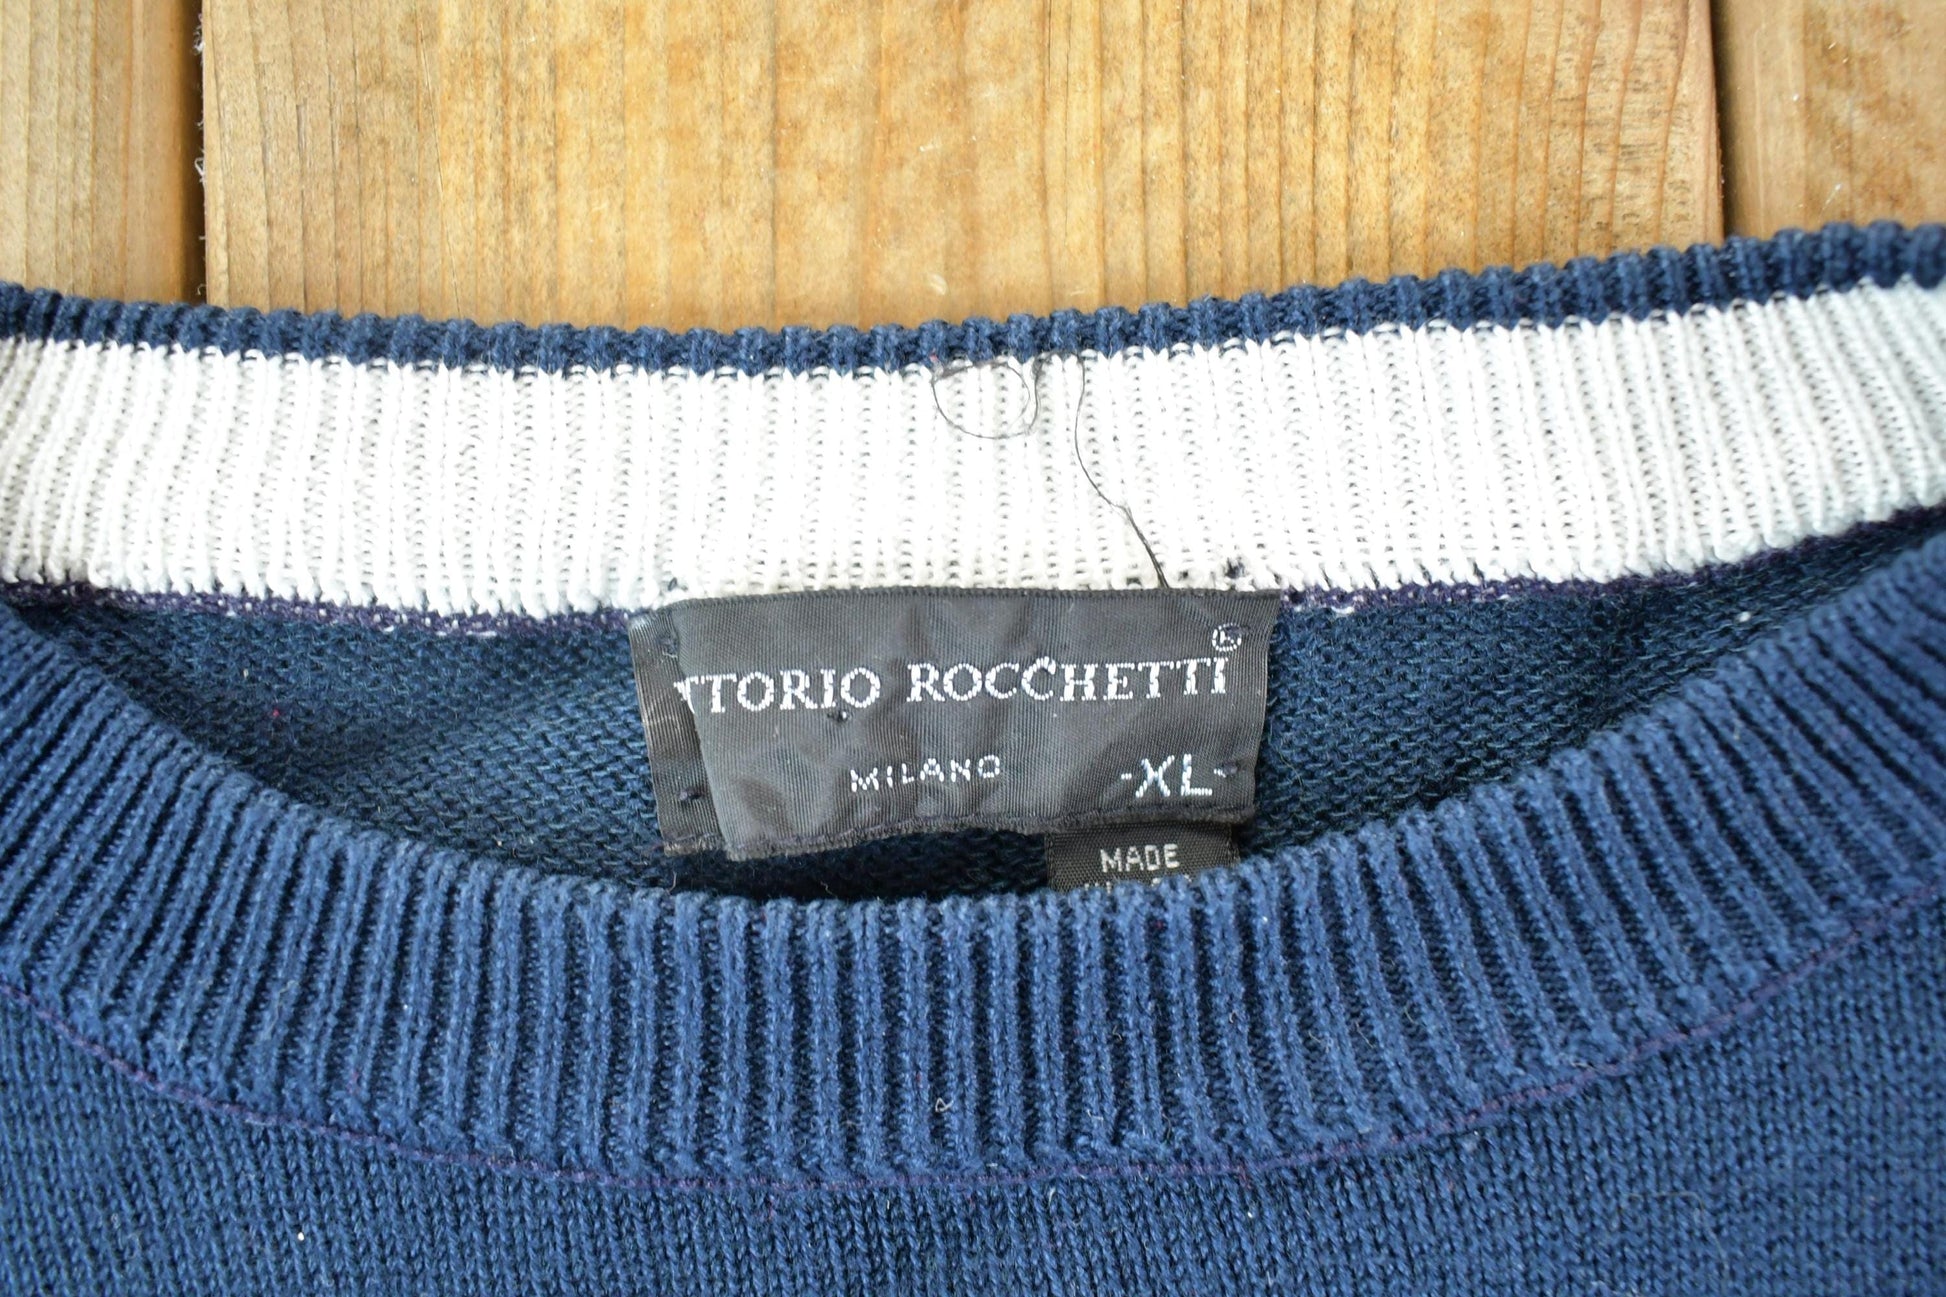 TTORIO ROCCHETTI ®
MILANO -XL-
MADE